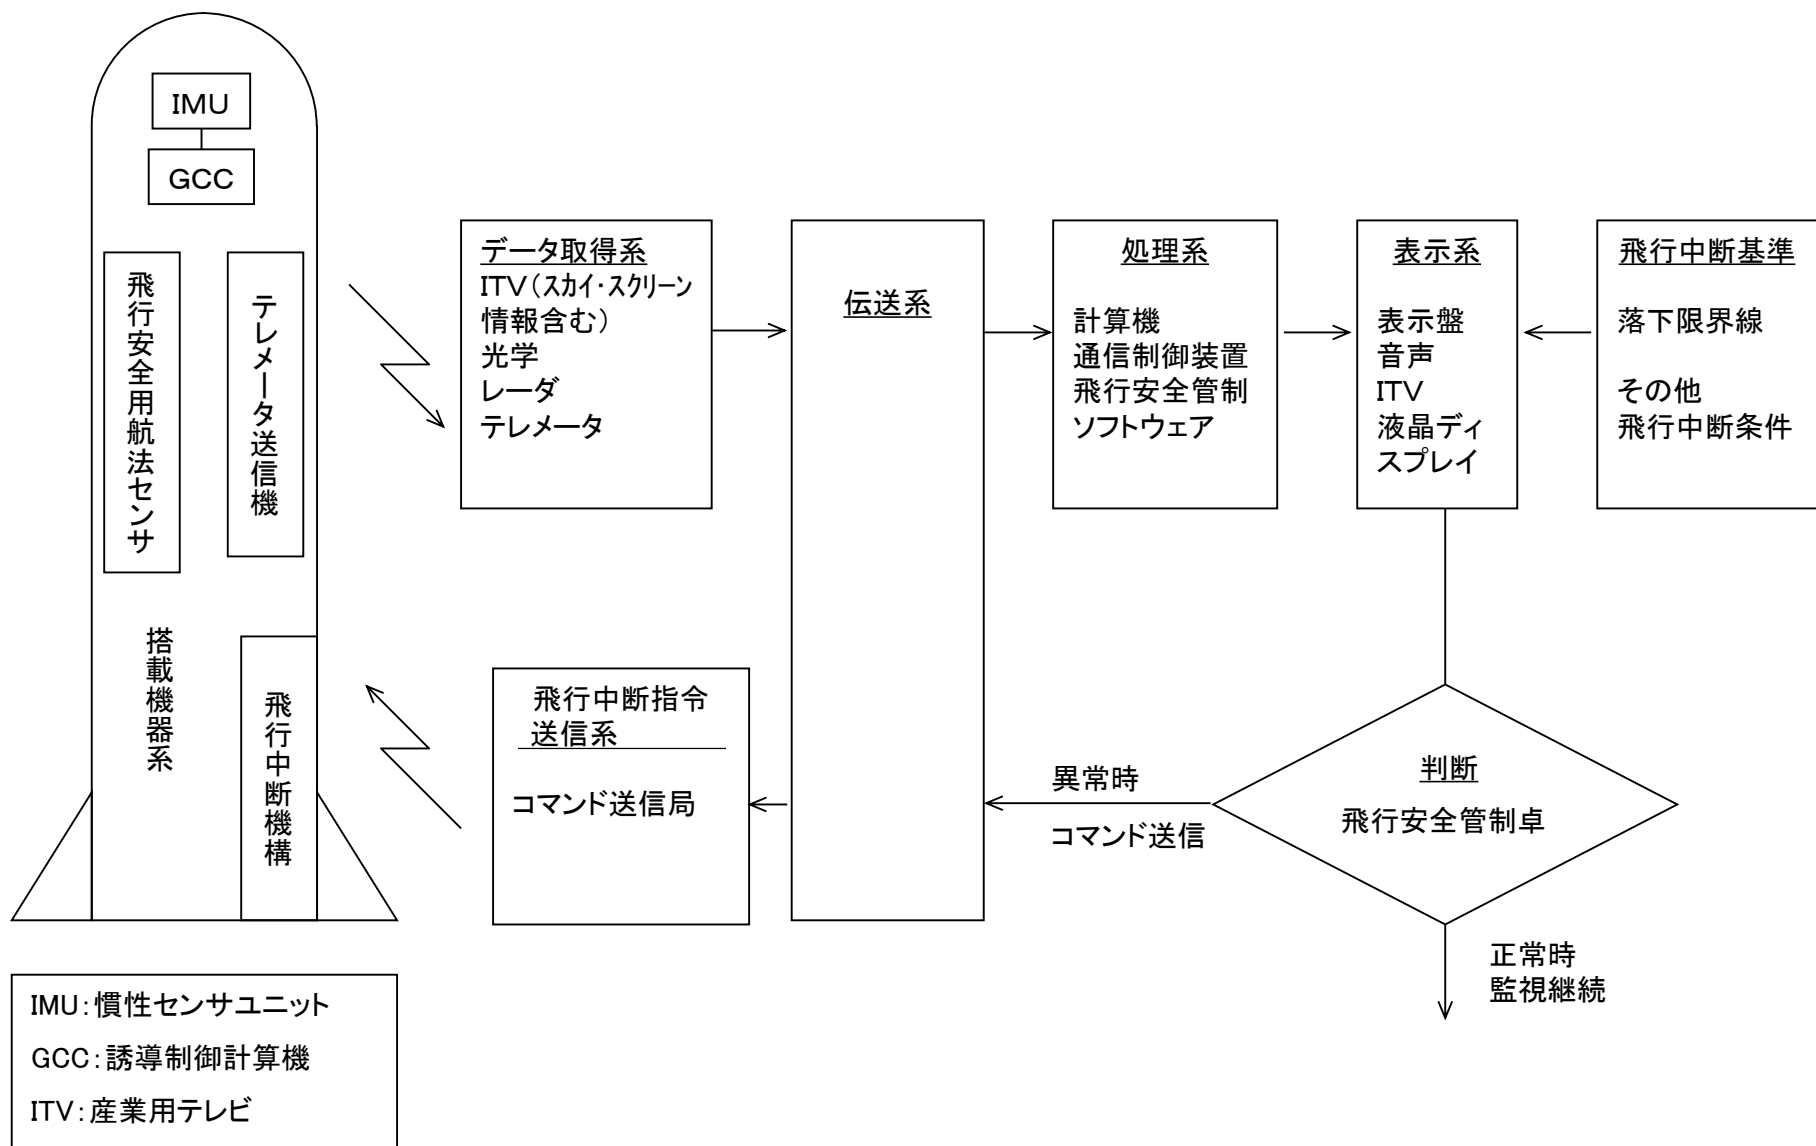 IMU
GCC
飛行安全用航法センサ
テレメータ送信機
搭載機器系
飛行中断機構
データ取得系
ITV(スカイ・スクリーン
情報含む)
光学
レーダ
テレメータ
伝送系
処理系
計算機
通信制御装置
飛行安全管制
ソフトウェア
表示系
表示盤
音声
ITV
液晶ディ
スプレイ
飛行中断基準
落下限界線
その他
飛行中断条件
飛行中断指令
送信系
コマンド送信局
異常時
コマンド送信
判断
飛行安全管制卓
正常時
監視継続
IMU:慣性センサユニット
GCC:誘導制御計算機
ITV:産業用テレビ